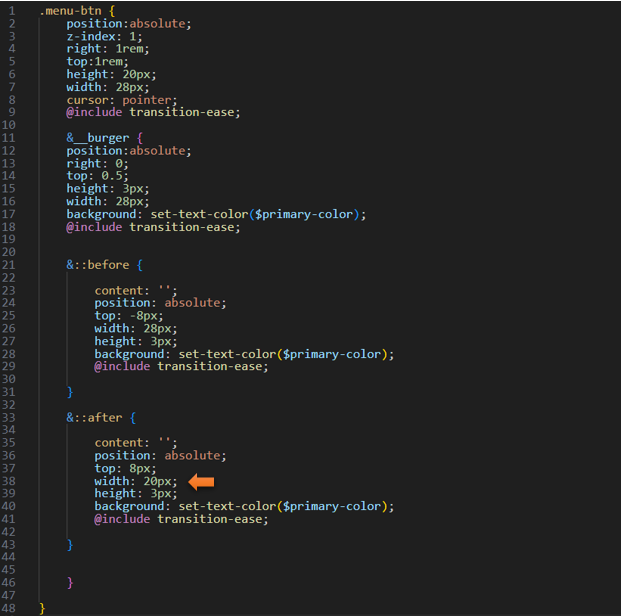 1 .menu-btn {
2 position:absolute;
3 z-index: 1;
4 right: 1rem;
5 top:1rem;
6 height: 20px;
7 width: 28px;
8 cursor: pointer;
9 @include transition-ease;
10
11 &__burger {
12 position:absolute;
13 right: 0;
14 top: 0.5;
15 height: 3px;
16 width: 28px;
17 background: set-text-color($primary-color);
18 @include transition-ease;
19
20
21 &::before {
22
23 content: '';
24 position: absolute;
25 top: -8px;
26 width: 28px;
27 height: 3px;
28 background: set-text-color($primary-color);
29 @include transition-ease;
30
31 }
32
33 &::after {
34
35 content: '';
36 position: absolute;
37 top: 8px;
38 width: 20px;
39 height: 3px;
40 background: set-text-color($primary-color);
41 @include transition-ease;
42
43 }
44
45
46 }
47
48 }